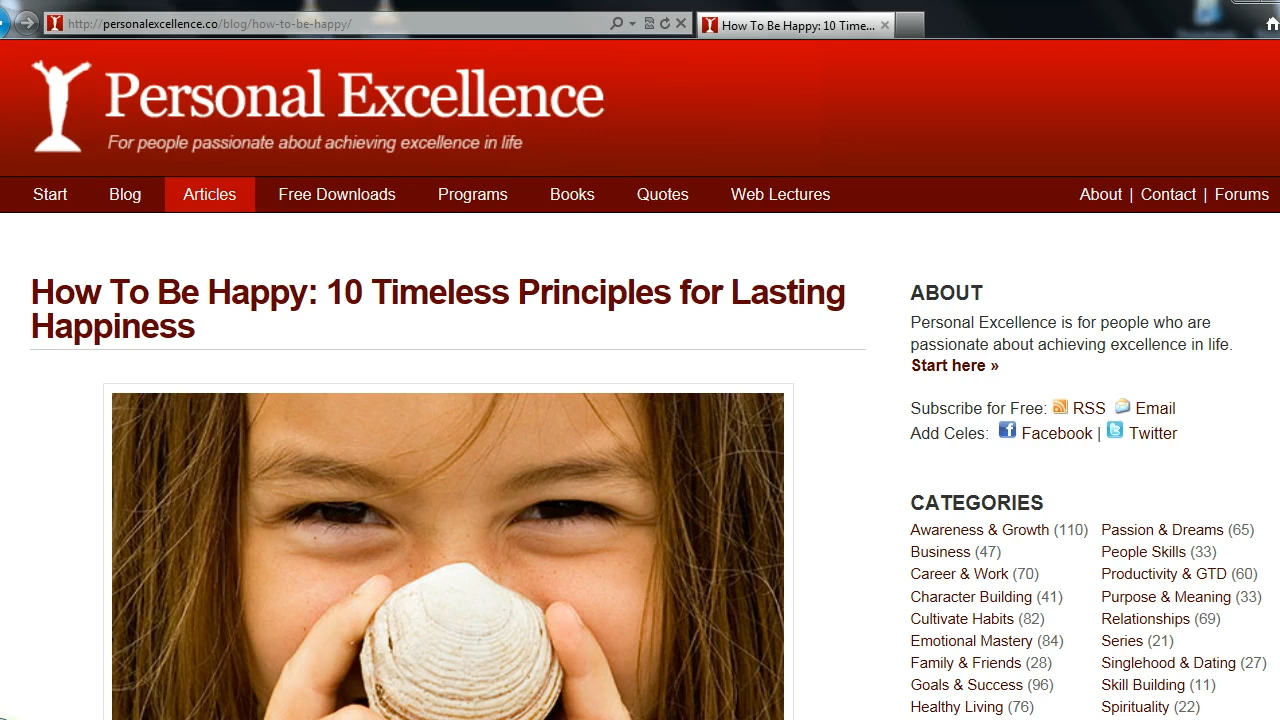 http://personalexcellence.co/blog/how-to-be-happy/
How To Be Happy: 10 Time...
Personal Excellence
For people passionate about achieving excellence in life
Start Blog Articles Free Downloads Programs Books Quotes Web Lectures About | Contact | Forums
How To Be Happy: 10 Timeless Principles for Lasting
Happiness
ABOUT
Personal Excellence is for people who are
passionate about achieving excellence in life.
Start here »
Subscribe for Free: RSS Email
Add Celes: Facebook | Twitter
CATEGORIES
Awareness & Growth (110) Passion & Dreams (65)
Business (47) People Skills (33)
Career & Work (70) Productivity & GTD (60)
Character Building (41) Purpose & Meaning (33)
Cultivate Habits (82) Relationships (69)
Emotional Mastery (84) Series (21)
Family & Friends (28) Singlehood & Dating (27)
Goals & Success (96) Skill Building (11)
Healthy Living (76) Spirituality (22)